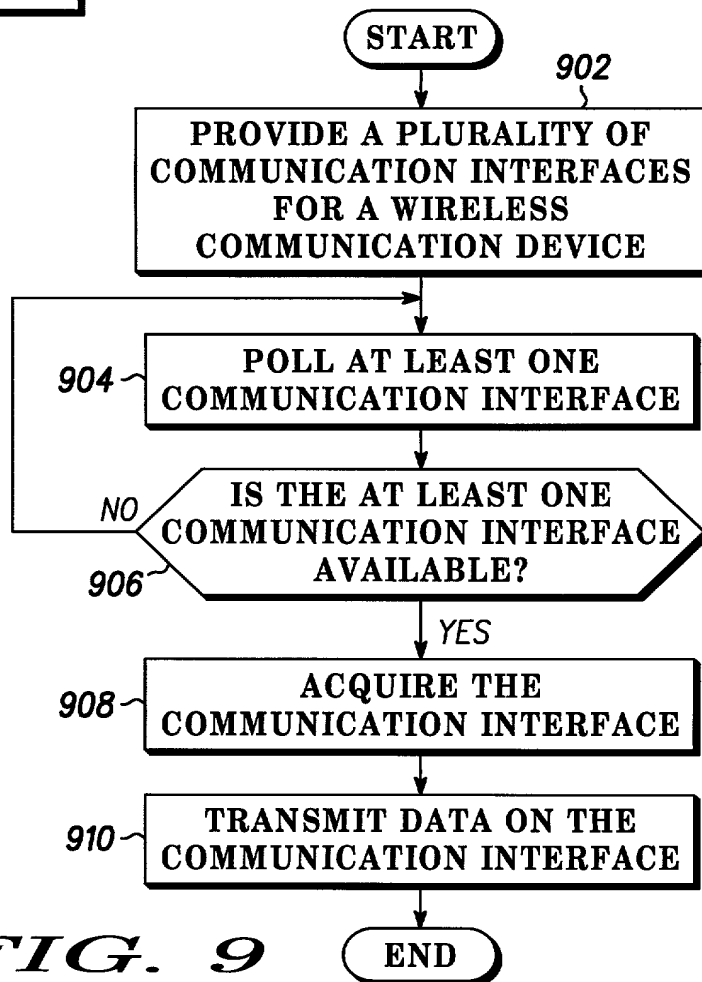 START
902
PROVIDE A PLURALITY OF
COMMUNICATION INTERFACES
FOR A WIRELESS
COMMUNICATION DEVICE
904
POLL AT LEAST ONE
COMMUNICATION INTERFACE
NO
IS THE AT LEAST ONE
COMMUNICATION INTERFACE
AVAILABLE?
906
YES
908
ACQUIRE THE
COMMUNICATION INTERFACE
910
TRANSMIT DATA ON THE
COMMUNICATION INTERFACE
FIG. 9
END